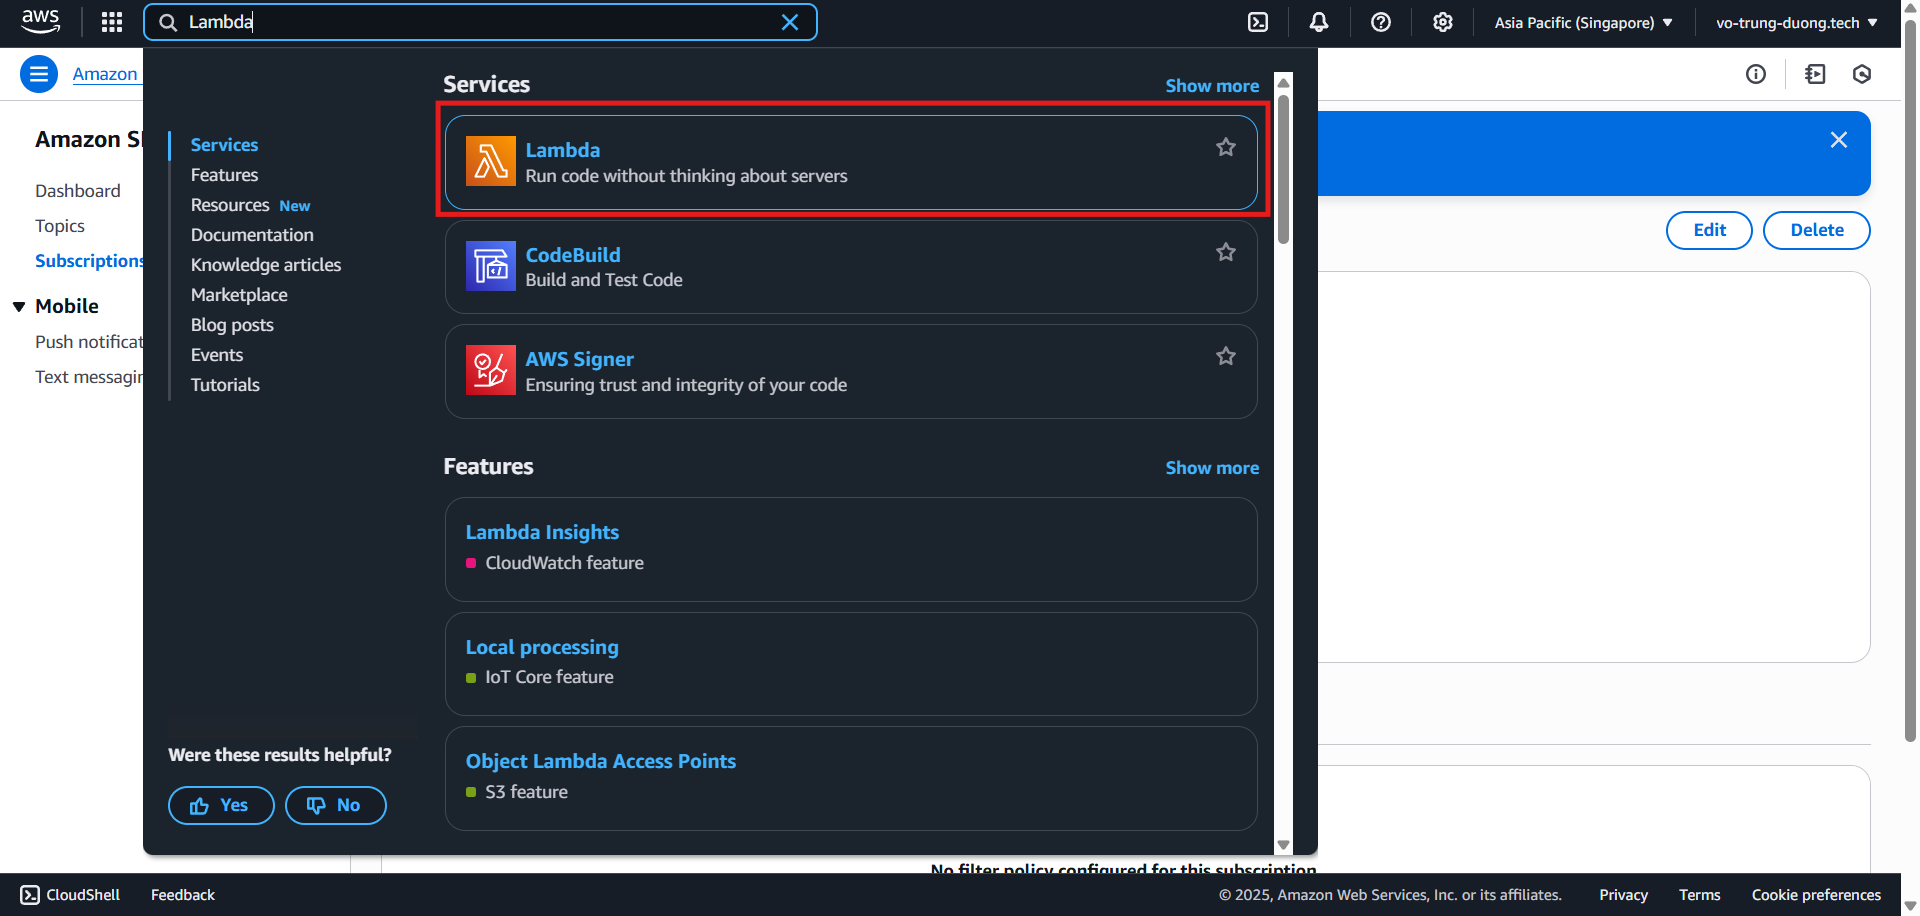 aws
Lambda
Asia Pacific (Singapore)
vo-trung-duong.tech
Amazon
Amazon S
Dashboard
Topics
Subscriptions
Mobile
Push notificat
Text messagin
Services
Features
Resources New
Documentation
Knowledge articles
Marketplace
Blog posts
Events
Tutorials
Were these results helpful?
Yes
No
Services
Show more
Lambda
Run code without thinking about servers
CodeBuild
Build and Test Code
AWS Signer
Ensuring trust and integrity of your code
Features
Show more
Lambda Insights
CloudWatch feature
Local processing
IoT Core feature
Object Lambda Access Points
S3 feature
Edit
Delete
No filter policy configured for this subscription
CloudShell
Feedback
© 2025, Amazon Web Services, Inc. or its affiliates.
Privacy
Terms
Cookie preferences